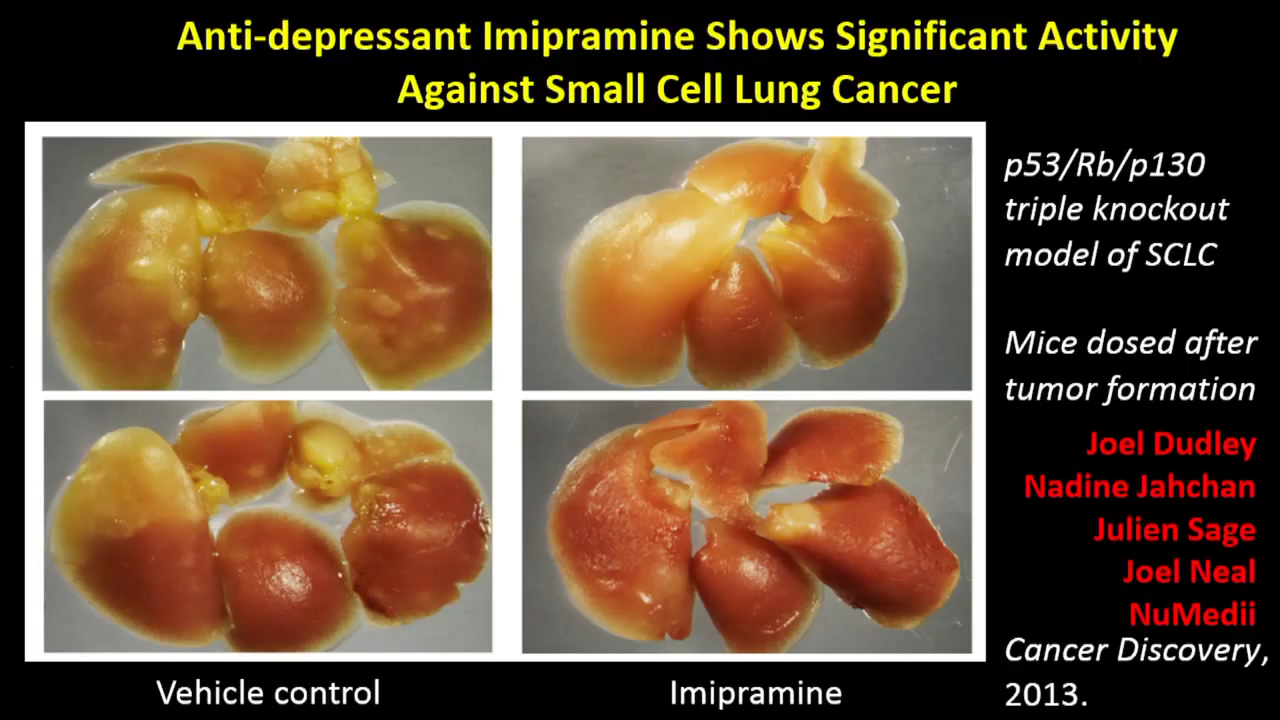 Anti-depressant Imipramine Shows Significant Activity
Against Small Cell Lung Cancer
p53/Rb/p130
triple knockout
model of SCLC
Mice dosed after
tumor formation
Joel Dudley
Nadine Jahchan
Julien Sage
Joel Neal
NuMedii
Cancer Discovery,
2013.
Vehicle control
Imipramine